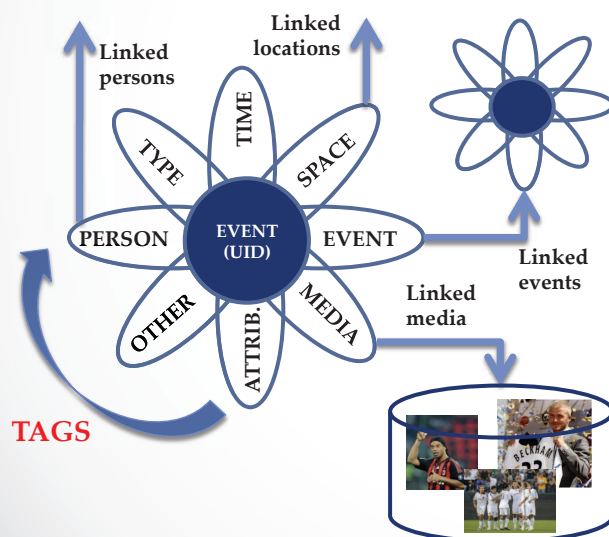 Linked
persons
Linked
locations
TIME
TYPE
SPACE
PERSON
EVENT
(UID)
EVENT
OTHER
ATTRIB.
MEDIA
Linked
events
Linked
media
TAGS
BECKHAM
23